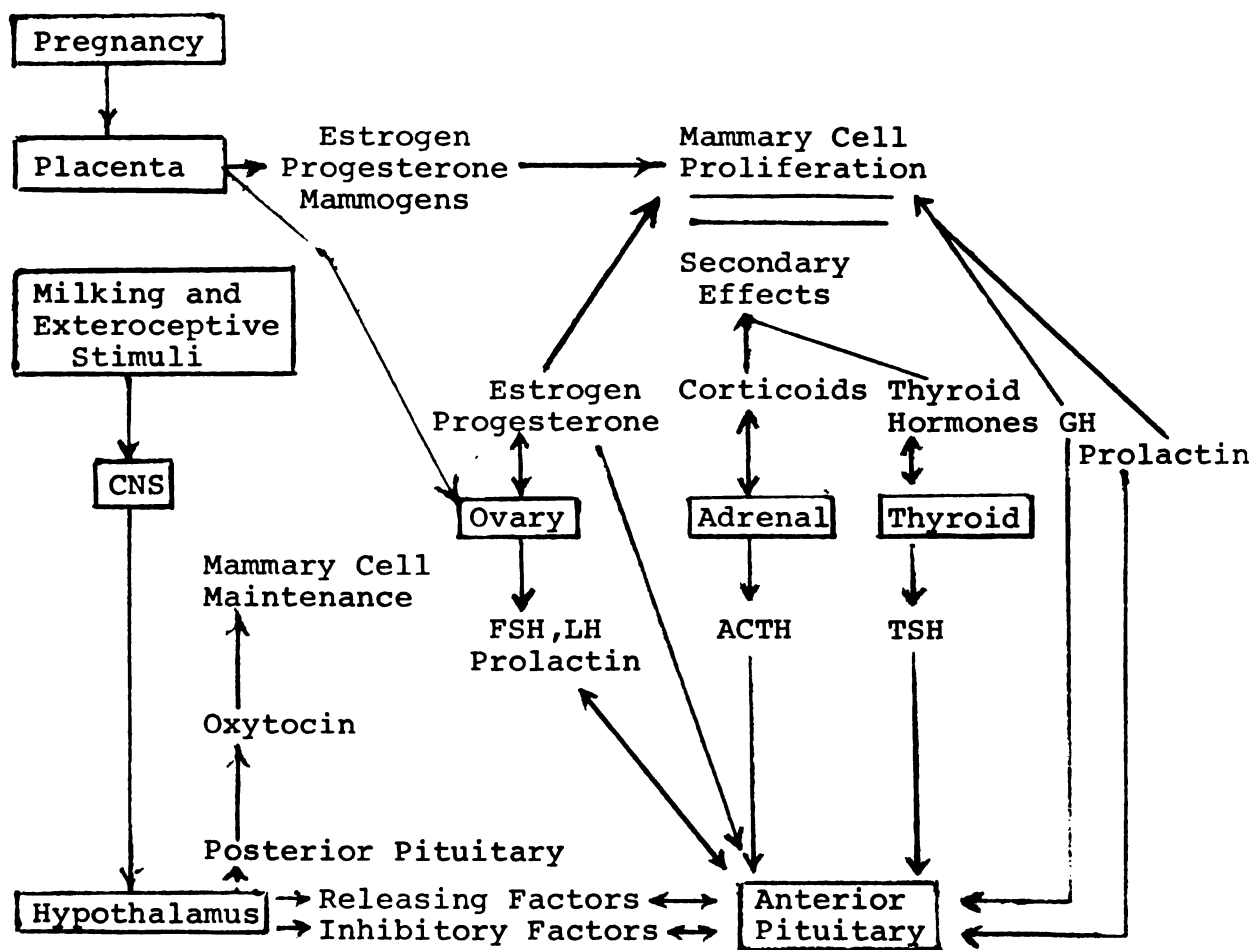 Pregnancy
Placenta
Estrogen
Progesterone
Mammogens
Mammary Cell
Proliferation
Milking and
Exteroceptive
Stimuli
Secondary
Effects
Estrogen
Progesterone
Corticoids
Thyroid
Hormones
GH
Prolactin
CNS
Ovary
Adrenal
Thyroid
Mammary Cell
Maintenance
FSH,LH
Prolactin
ACTH
TSH
Oxytocin
Posterior Pituitary
Hypothalamus
Releasing Factors
Inhibitory Factors
Anterior
Pituitary